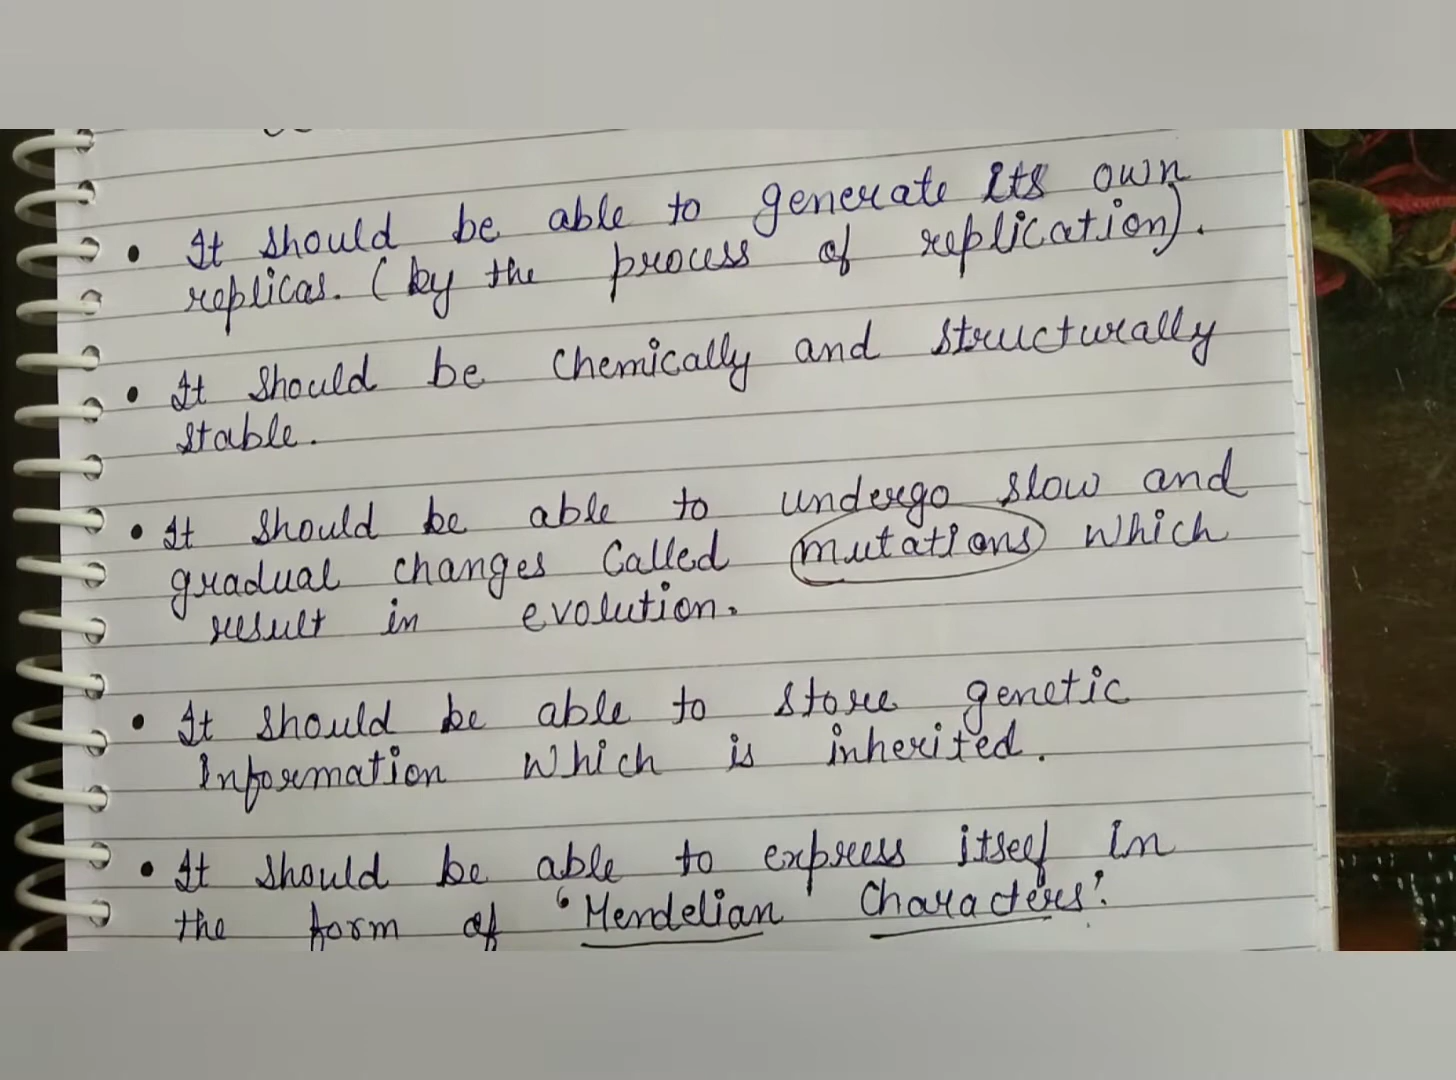 • It should be able to generate its own
replicas. (by the process of replication).
• It should be chemically and structurally
stable.
• It should be able to undergo slow and
gradual changes called mutations which
result in evolution.
• It should be able to store genetic
Information which is inherited.
• It should be able to express itself in
the form of 'Mendelian Characters'.